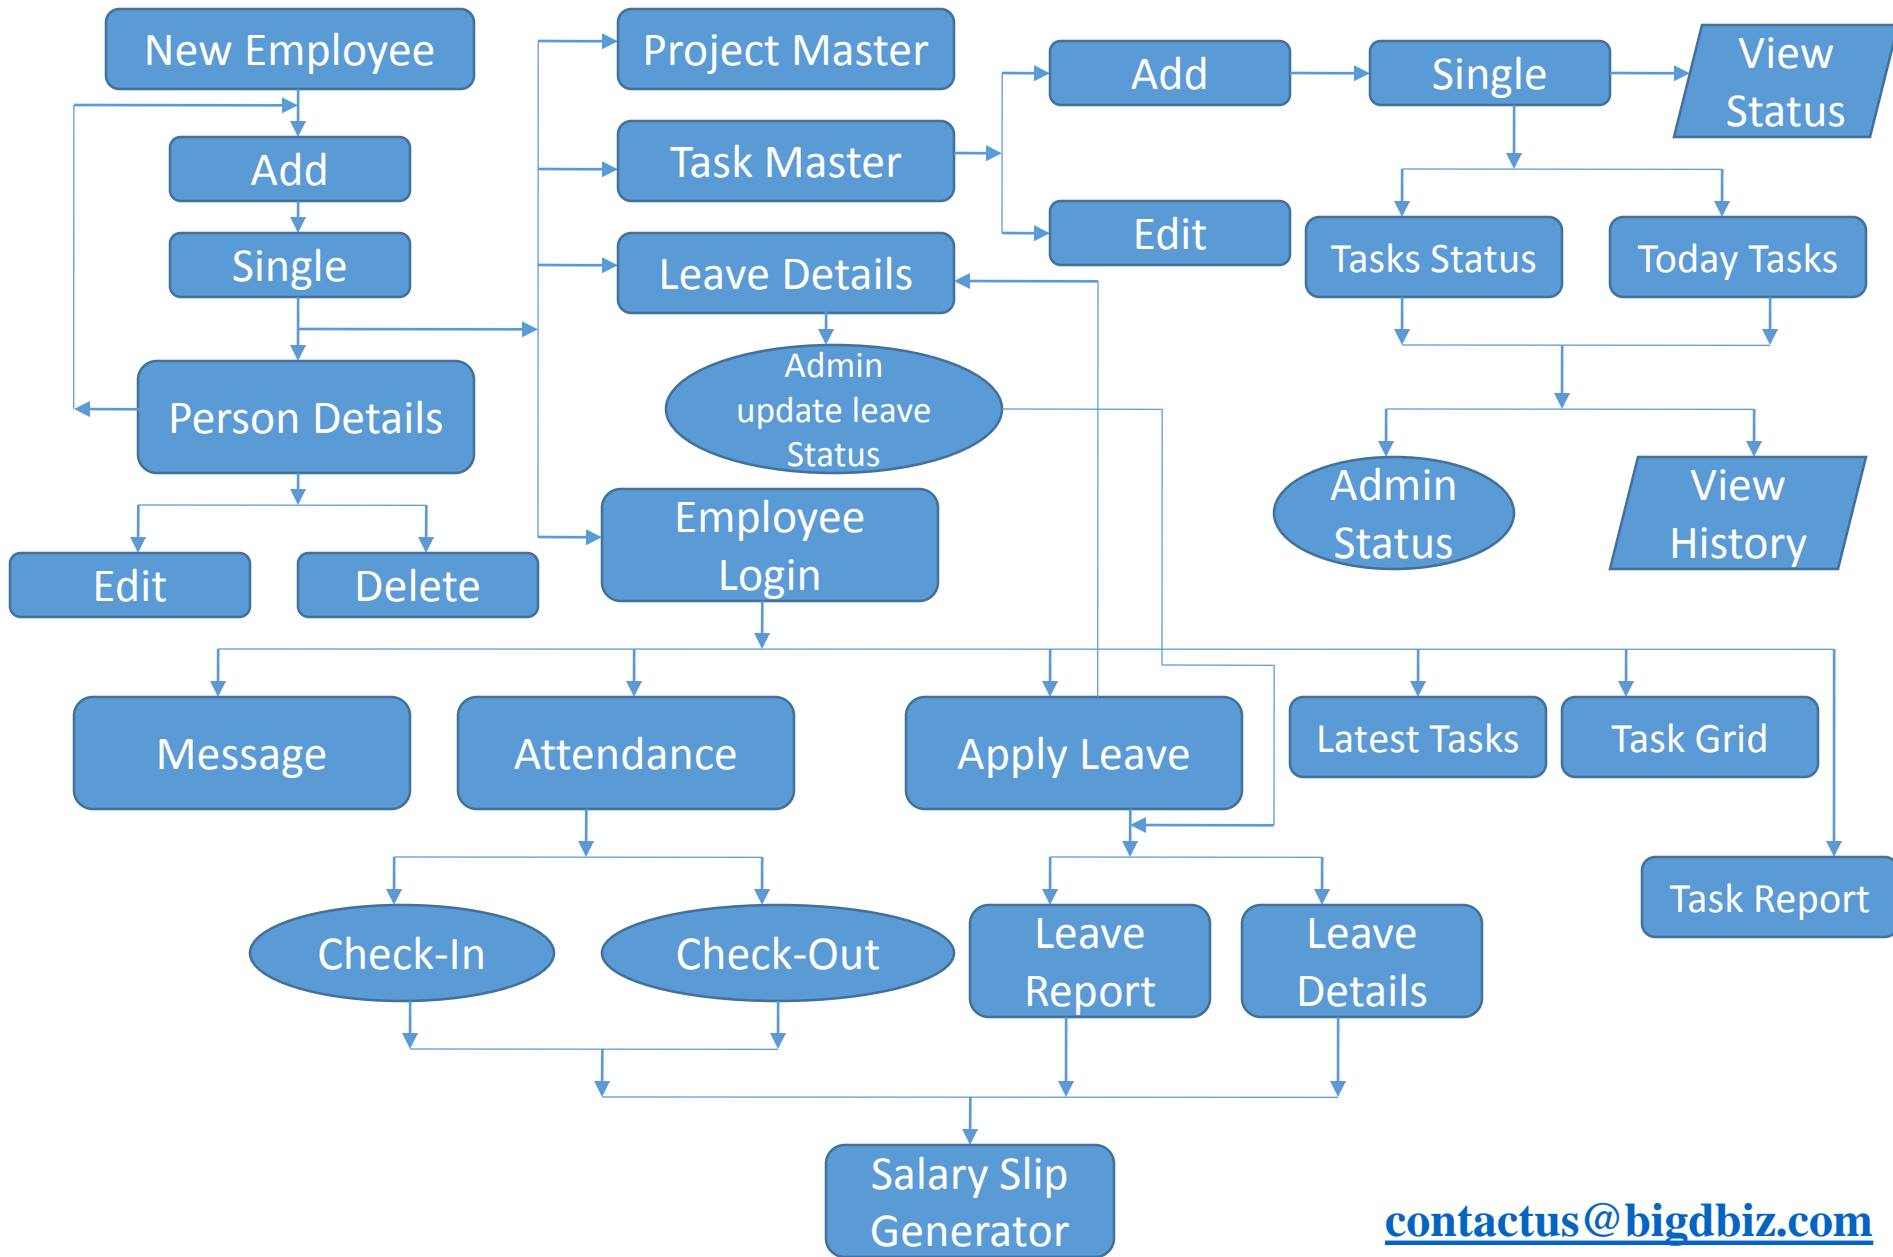 New Employee
Project Master
Add
Single
View
Status
Add
Task Master
Single
Edit
Leave Details
Tasks Status
Today Tasks
Person Details
Admin
update leave
Status
Edit
Delete
Employee
Login
Admin
Status
View
History
Message
Attendance
Apply Leave
Latest Tasks
Task Grid
Task Report
Check-In
Check-Out
Leave
Report
Leave
Details
Salary Slip
Generator
contactus@bigdbiz.com